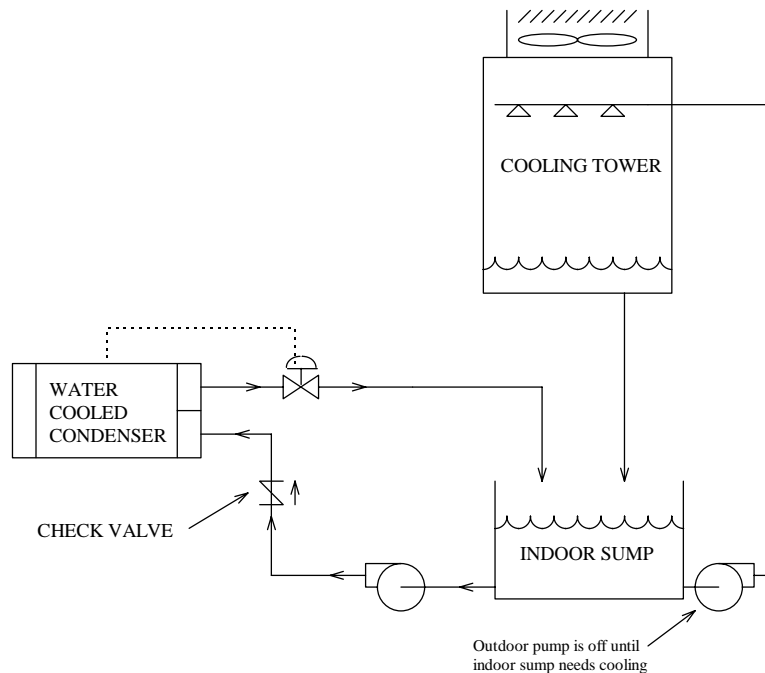 COOLING TOWER
WATER
COOLED
CONDENSER
CHECK VALVE
INDOOR SUMP
Outdoor pump is off until
indoor sump needs cooling